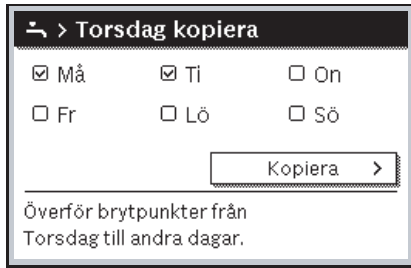 > Torsdag kopiera
Må Ti On
Fr Lö Sö
Kopiera >
Överför brytpunkter från
Torsdag till andra dagar.